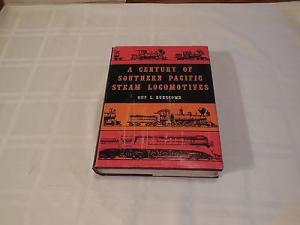 A CENTURY OF
SOUTHERN PACIFIC
STEAM LOCOMOTIVES
GUY L. DUNSCOMB